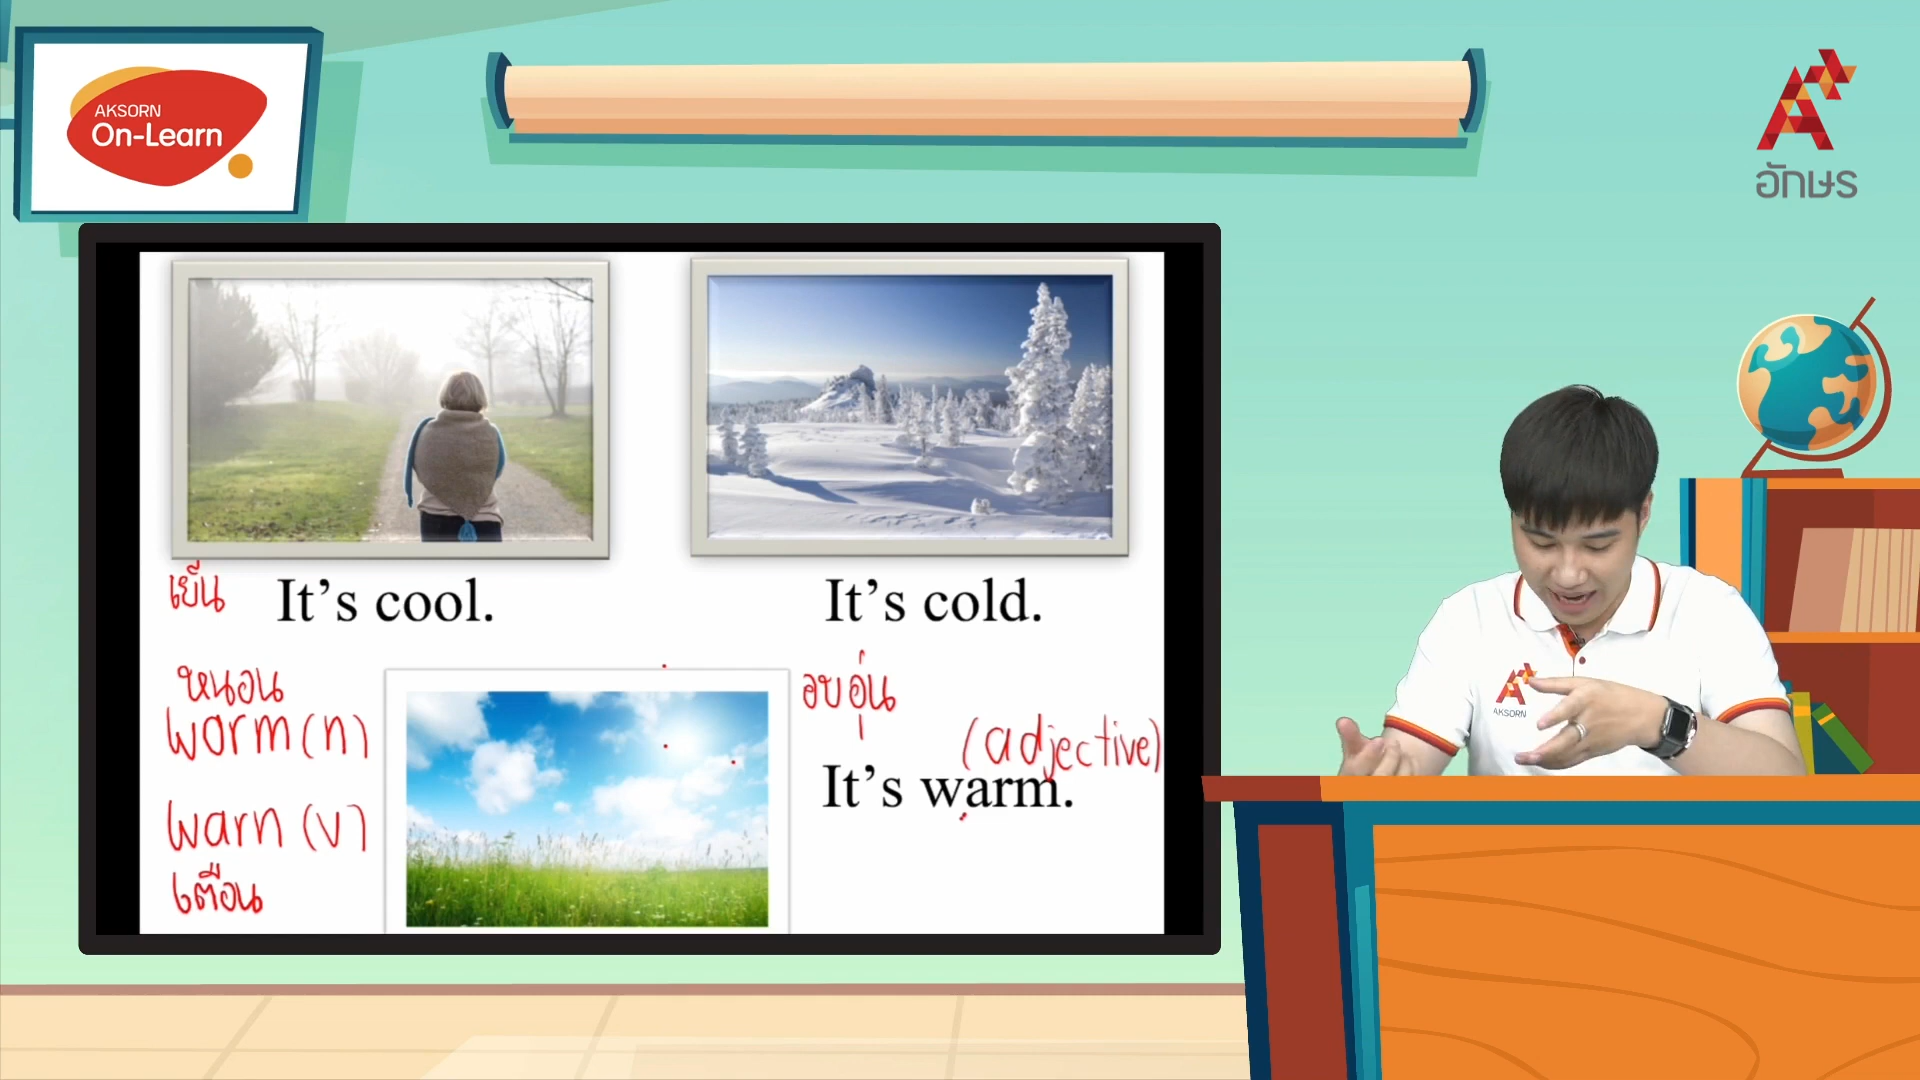 AKSORN
On-Learn
อักษร
เย็น
It's cool.
It's cold.
หนอน
worm (n)
อบอุ่น
(adjective)
It's warm.
warn (v)
เตือน
AKSORN